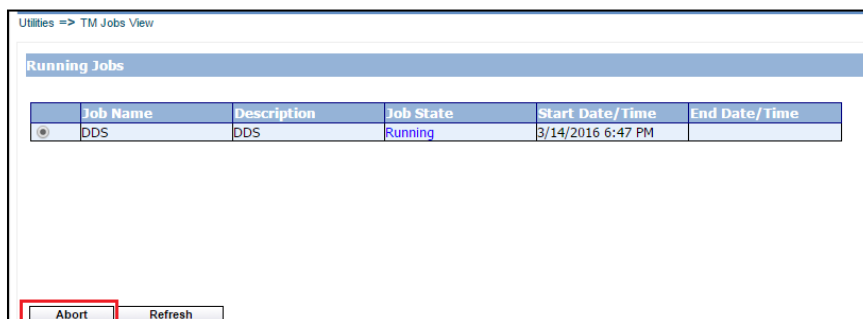 Utilities => TM Jobs View
Running Jobs
Job Name Description Job State Start Date/Time End Date/Time
DDS DDS Running 3/14/2016 6:47 PM
Abort Refresh